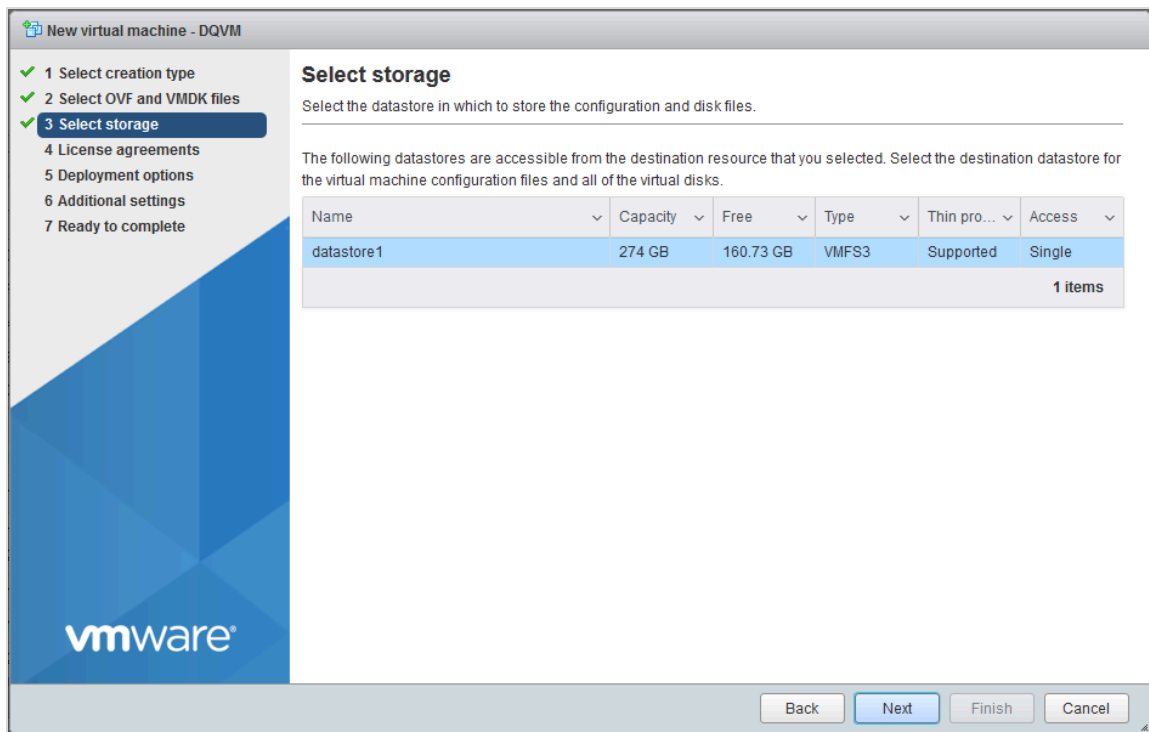 New virtual machine - DQVM
1 Select creation type
2 Select OVF and VMDK files
3 Select storage
4 License agreements
5 Deployment options
6 Additional settings
7 Ready to complete
vmware®
Select storage
Select the datastore in which to store the configuration and disk files.
The following datastores are accessible from the destination resource that you selected. Select the destination datastore for
the virtual machine configuration files and all of the virtual disks.
Name Capacity Free Type Thin pro... Access
datastore1 274 GB 160.73 GB VMFS3 Supported Single
1 items
Back Next Finish Cancel